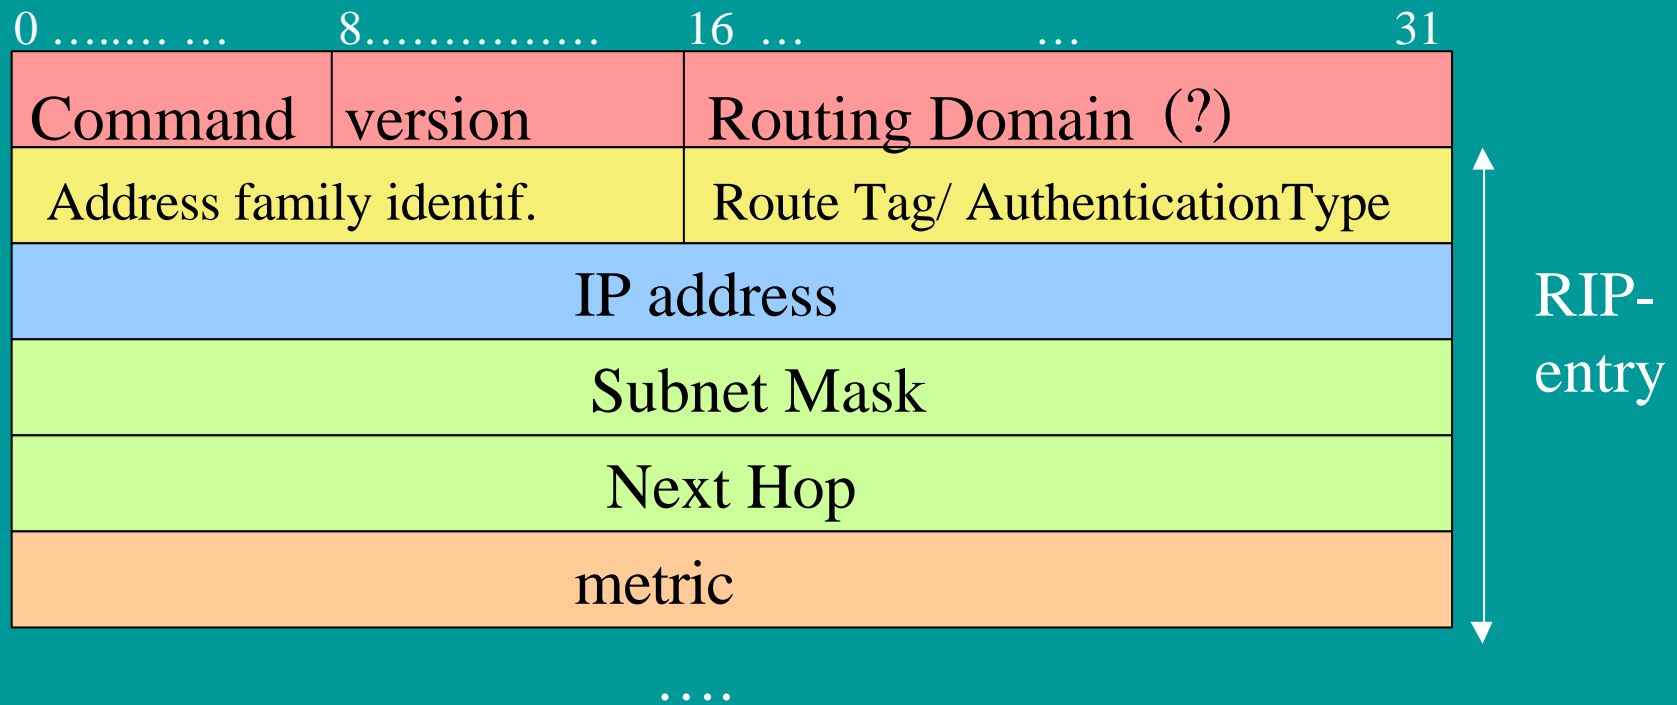 0 …..… … 8…………… 16 … … 31
Command version Routing Domain (?)
Address family identif. Route Tag/ AuthenticationType
IP address
Subnet Mask
Next Hop
metric
RIP-
entry
….